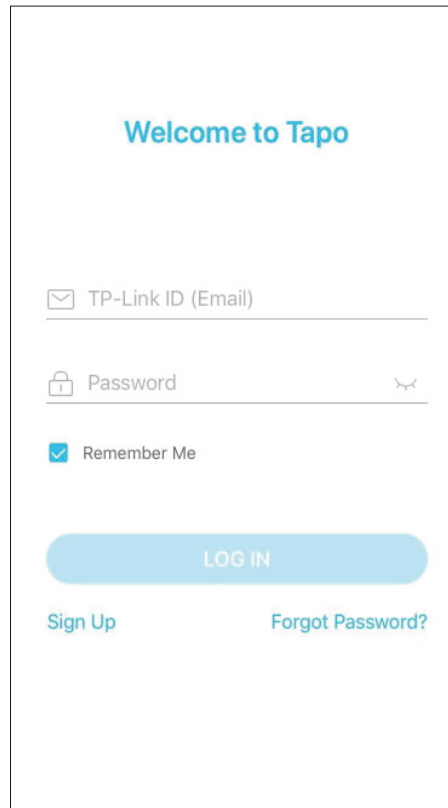 Welcome to Tapo
TP-Link ID (Email)
Password
Remember Me
LOG IN
Sign Up
Forgot Password?